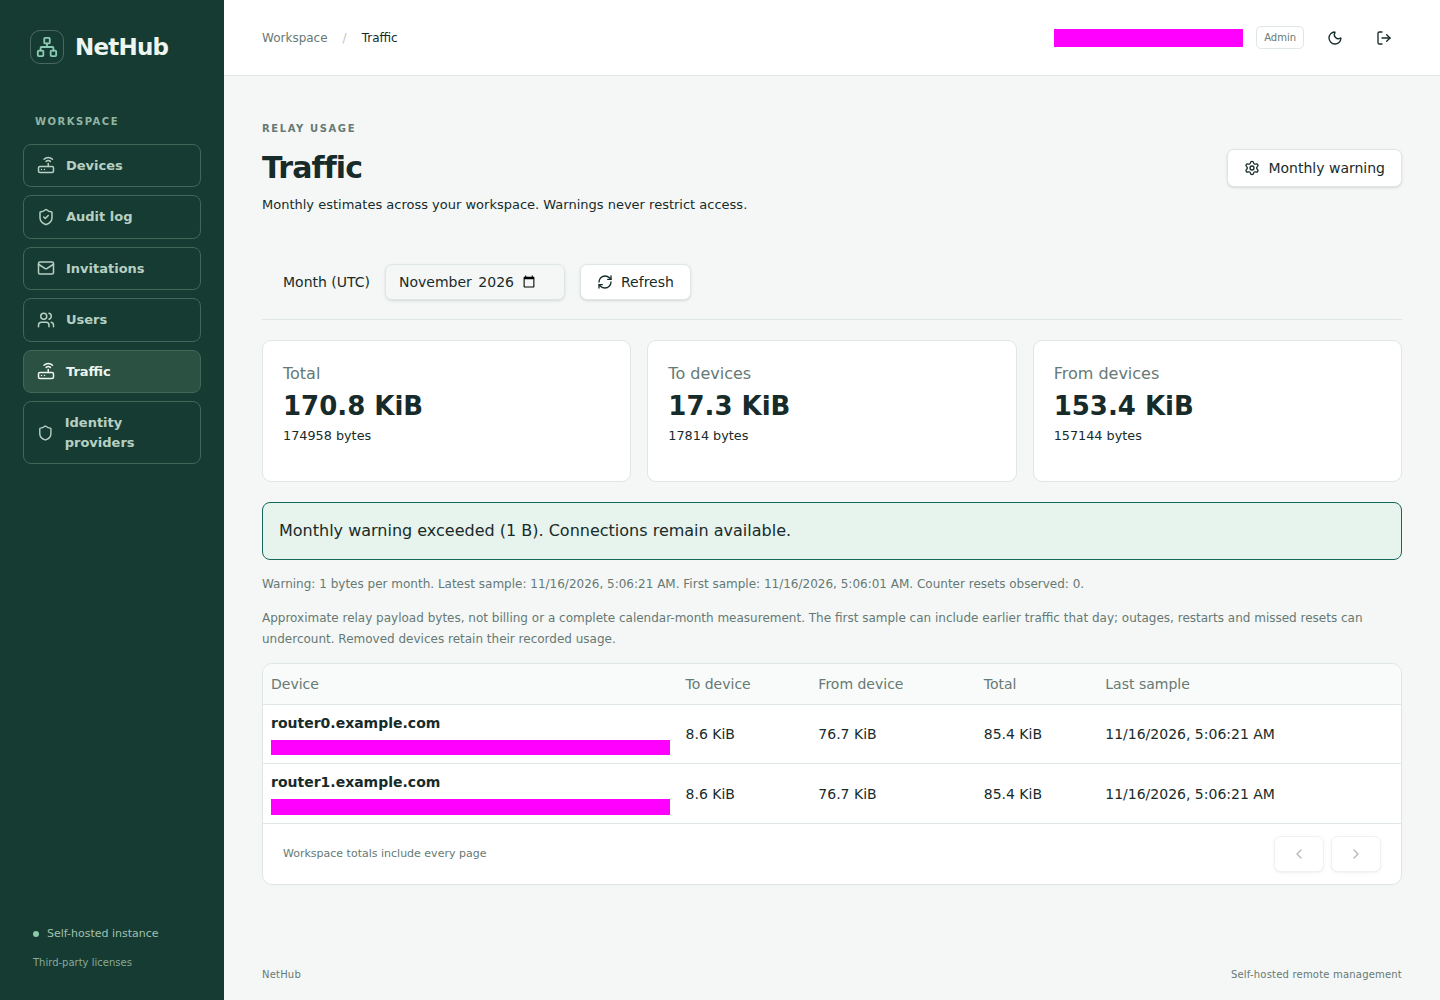 NetHub
WORKSPACE
Devices
Audit log
Invitations
Users
Traffic
Identity
providers
Self-hosted instance
Third-party licenses
Workspace / Traffic
Admin
RELAY USAGE
Traffic
Monthly warning
Monthly estimates across your workspace. Warnings never restrict access.
Month (UTC) November 2026 Refresh
Total
170.8 KiB
174958 bytes
To devices
17.3 KiB
17814 bytes
From devices
153.4 KiB
157144 bytes
Monthly warning exceeded (1 B). Connections remain available.
Warning: 1 bytes per month. Latest sample: 11/16/2026, 5:06:21 AM. First sample: 11/16/2026, 5:06:01 AM. Counter resets observed: 0.
Approximate relay payload bytes, not billing or a complete calendar-month measurement. The first sample can include earlier traffic that day; outages, restarts and missed resets can
undercount. Removed devices retain their recorded usage.
Device To device From device Total Last sample
router0.example.com
8.6 KiB 76.7 KiB 85.4 KiB 11/16/2026, 5:06:21 AM
router1.example.com
8.6 KiB 76.7 KiB 85.4 KiB 11/16/2026, 5:06:21 AM
Workspace totals include every page
NetHub
Self-hosted remote management